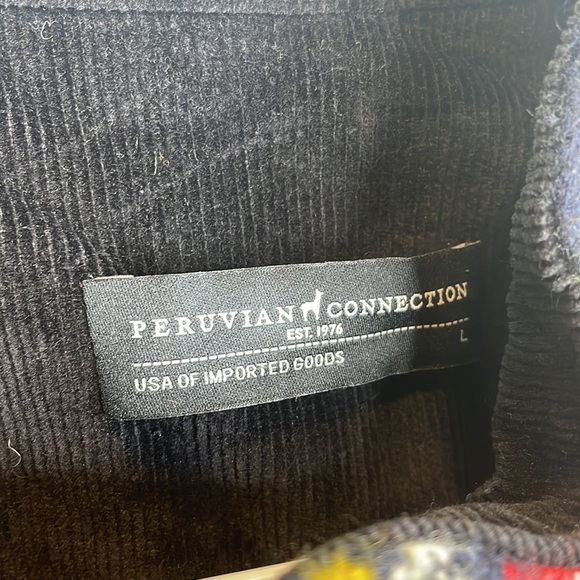 PERUVIAN CONNECTION
EST. 1976
L
USA OF IMPORTED GOODS